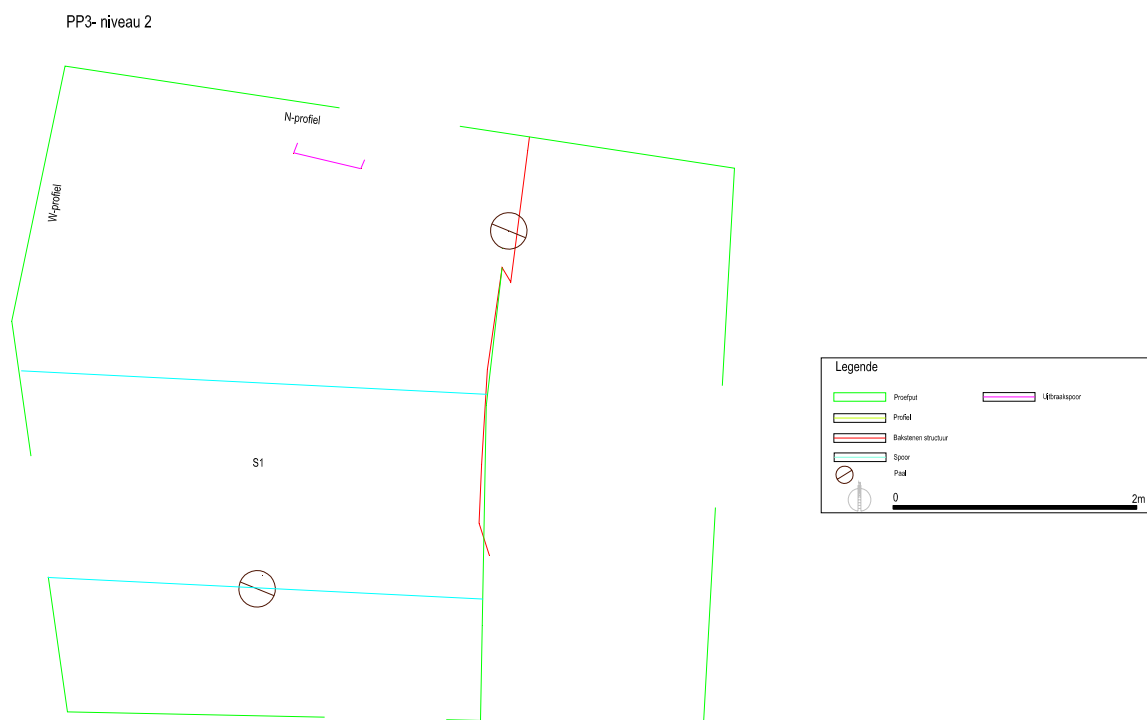 PP3- niveau 2
N-profiel
W-profiel
S1
Legende
Proefput
Uitbraakspoor
Profiel
Bakstenen structuur
Spoor
Paal
0
2m